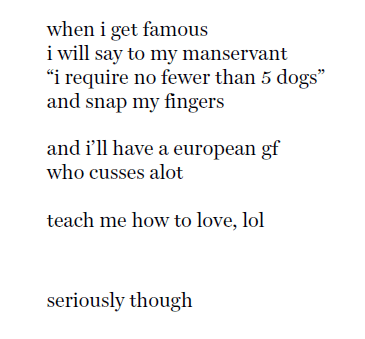 when i get famous
i will say to my manservant
“i require no fewer than 5 dogs”
and snap my fingers
and i’ll have a european gf
who cusses alot
teach me how to love, lol
seriously though